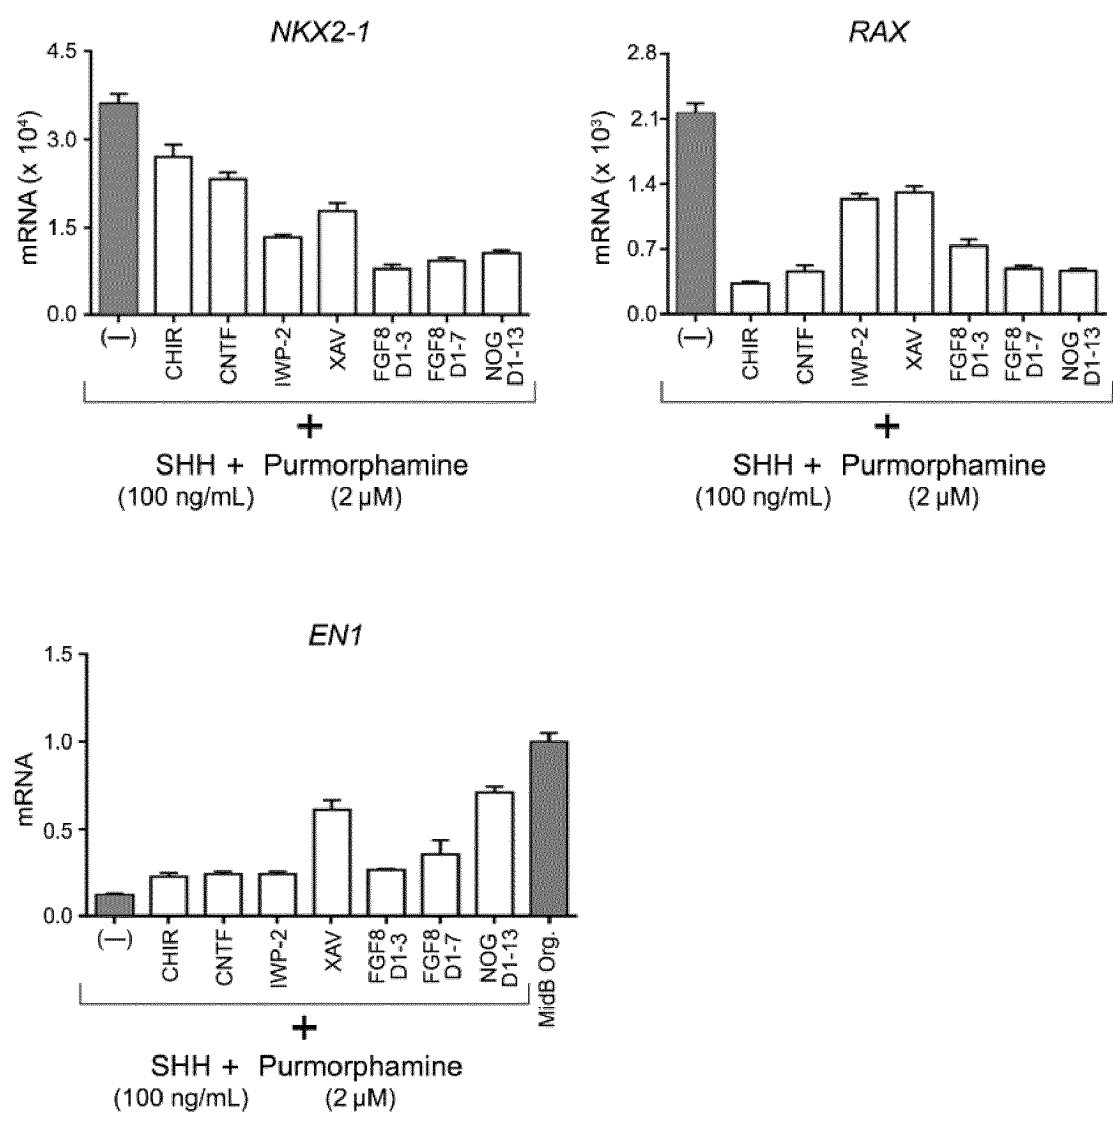 NKX2-1
mRNA (x 10⁴)
4.5
3.0
1.5
0.0
(–)
CHIR
CNTF
IWP-2
XAV
FGF8
D1-3
FGF8
D1-7
NOG
D1-13
+
SHH + Purmorphamine
(100 ng/mL) (2 µM)
RAX
mRNA (x 10³)
2.8
2.1
1.4
0.7
0.0
(–)
CHIR
CNTF
IWP-2
XAV
FGF8
D1-3
FGF8
D1-7
NOG
D1-13
+
SHH + Purmorphamine
(100 ng/mL) (2 µM)
EN1
mRNA
1.5
1.0
0.5
0.0
(–)
CHIR
CNTF
IWP-2
XAV
FGF8
D1-3
FGF8
D1-7
NOG
D1-13
MidB Org.
+
SHH + Purmorphamine
(100 ng/mL) (2 µM)